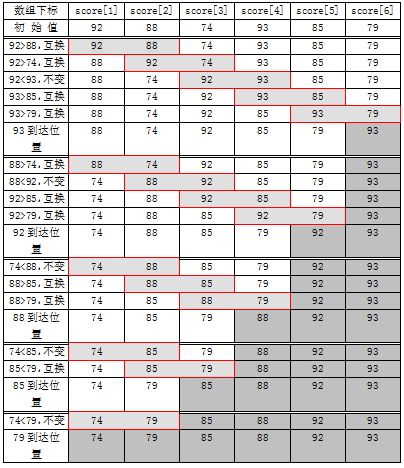 数组下标 score[1] score[2] score[3] score[4] score[5] score[6]
初 始 值 92 88 74 93 85 79
92>88,互换 92 88 74 93 85 79
92>74,互换 88 92 74 93 85 79
92<93,不变 88 74 92 93 85 79
93>85,互换 88 74 92 93 85 79
93>79,互换 88 74 92 85 93 79
93到达位置 88 74 92 85 79 93
88>74,互换 88 74 92 85 79 93
88<92,不变 74 88 92 85 79 93
92>85,互换 74 88 92 85 79 93
92>79,互换 74 88 85 92 79 93
92到达位置 74 88 85 79 92 93
74<88,不变 74 88 85 79 92 93
88>85,互换 74 88 85 79 92 93
88>79,互换 74 85 88 79 92 93
88到达位置 74 85 79 88 92 93
74<85,不变 74 85 79 88 92 93
85<79,互换 74 85 79 88 92 93
85到达位置 74 79 85 88 92 93
74<79,不变 74 79 85 88 92 93
79到达位置 74 79 85 88 92 93